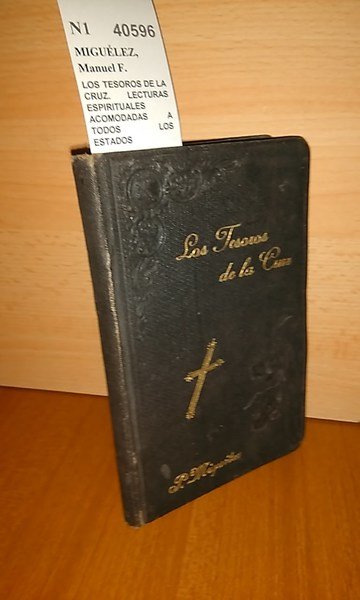 N1 40596
MIGUÉLEZ,
Manuel F.
LOS TESOROS DE LA
CRUZ. LECTURAS
ESPIRITUALES
ACOMODADAS A
TODOS LOS
ESTADOS
Los Tesoros
de la Cruz
P. Miguélez